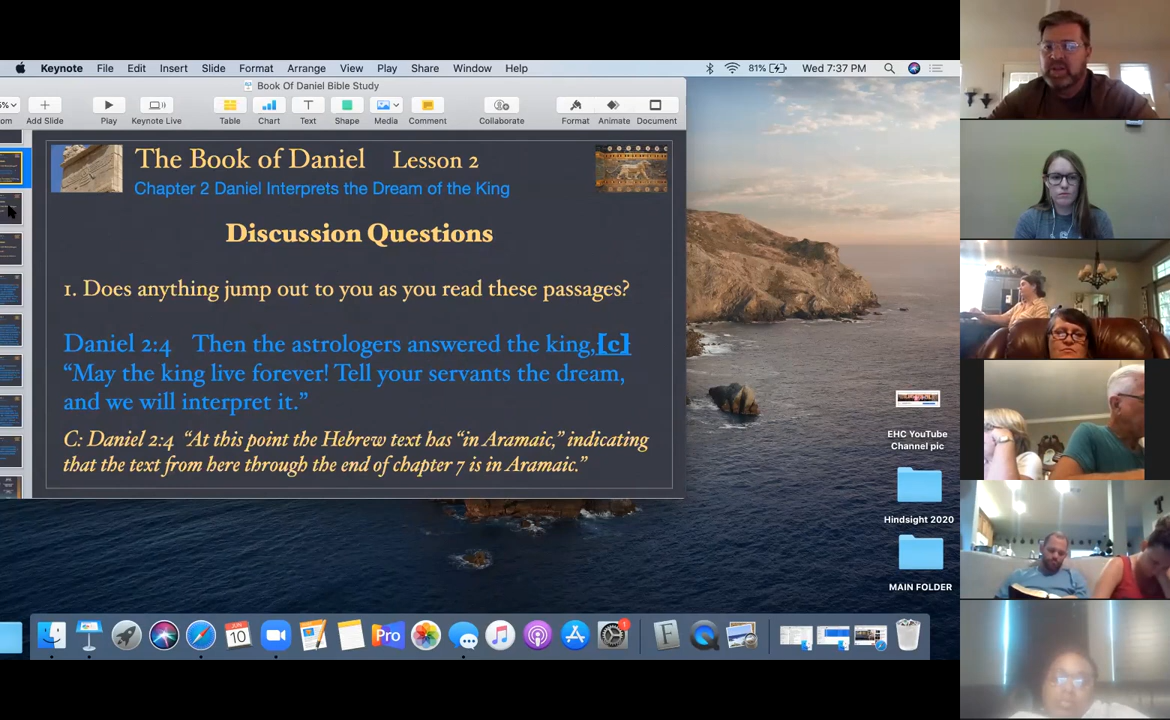 Keynote File Edit Insert Slide Format Arrange View Play Share Window Help 81% Wed 7:37 PM
Book Of Daniel Bible Study
Add Slide Play Keynote Live Table Chart Text Shape Media Comment Collaborate Format Animate Document
The Book of Daniel Lesson 2
Chapter 2 Daniel Interprets the Dream of the King
Discussion Questions
1. Does anything jump out to you as you read these passages?
Daniel 2:4 Then the astrologers answered the king,[c]
“May the king live forever! Tell your servants the dream,
and we will interpret it.”
C: Daniel 2:4 “At this point the Hebrew text has “in Aramaic,” indicating
that the text from here through the end of chapter 7 is in Aramaic.”
EHC YouTube
Channel pic
Hindsight 2020
MAIN FOLDER
JUN
10
Pro
1